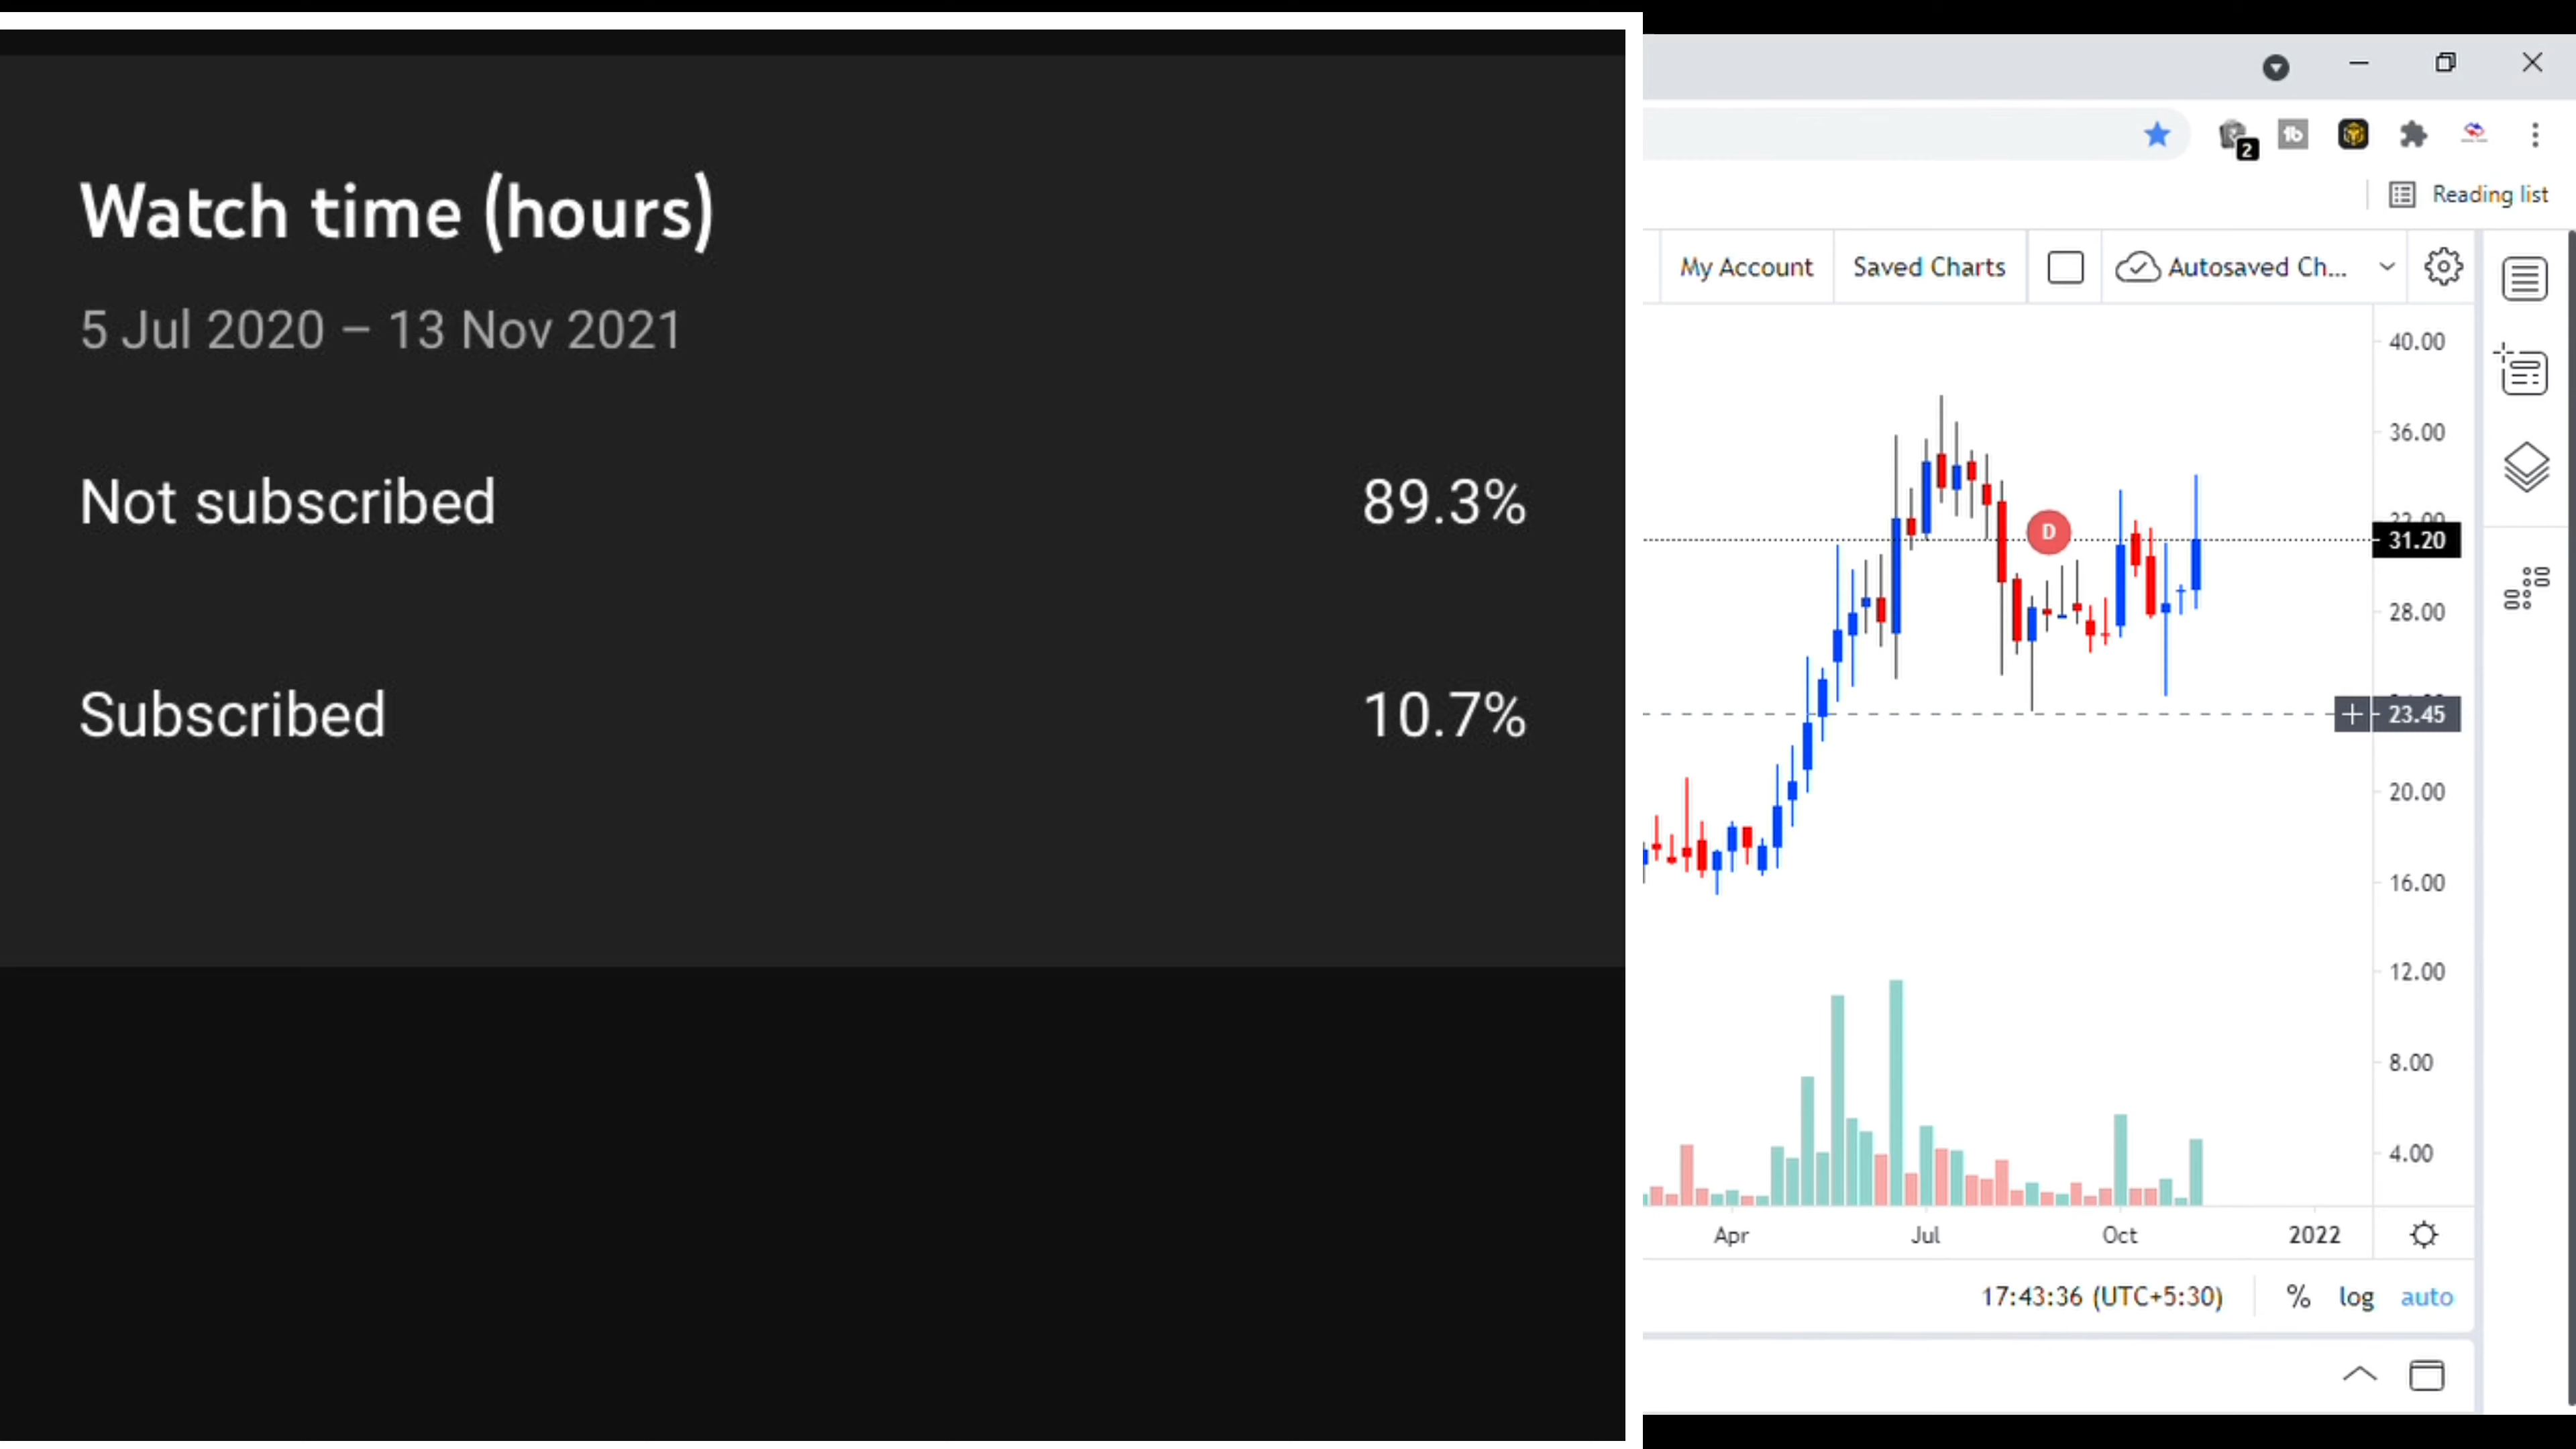 Watch time (hours)
5 Jul 2020 – 13 Nov 2021
Not subscribed 89.3%
Subscribed 10.7%
2
Reading list
My Account Saved Charts Autosaved Ch...
40.00
36.00
31.20
28.00
23.45
20.00
16.00
12.00
8.00
4.00
D
Apr Jul Oct 2022
17:43:36 (UTC+5:30) % log auto